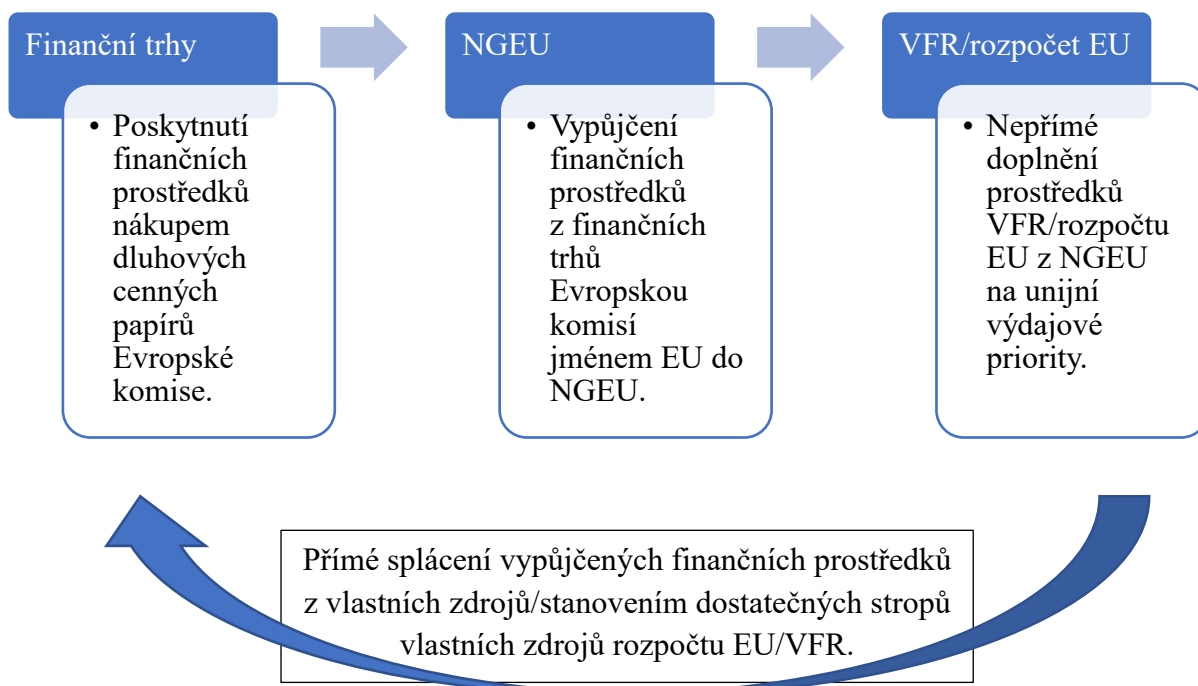 Finanční trhy
• Poskytnutí
finančních
prostředků
nákupem
dluhových
cenných
papírů
Evropské
komise.
NGEU
• Vypůjčení
finančních
prostředků
z finančních
trhů
Evropskou
komisí
jménem EU do
NGEU.
VFR/rozpočet EU
• Nepřímé
doplnění
prostředků
VFR/rozpočtu
EU z NGEU
na unijní
výdajové
priority.
Přímé splácení vypůjčených finančních prostředků
z vlastních zdrojů/stanovením dostatečných stropů
vlastních zdrojů rozpočtu EU/VFR.